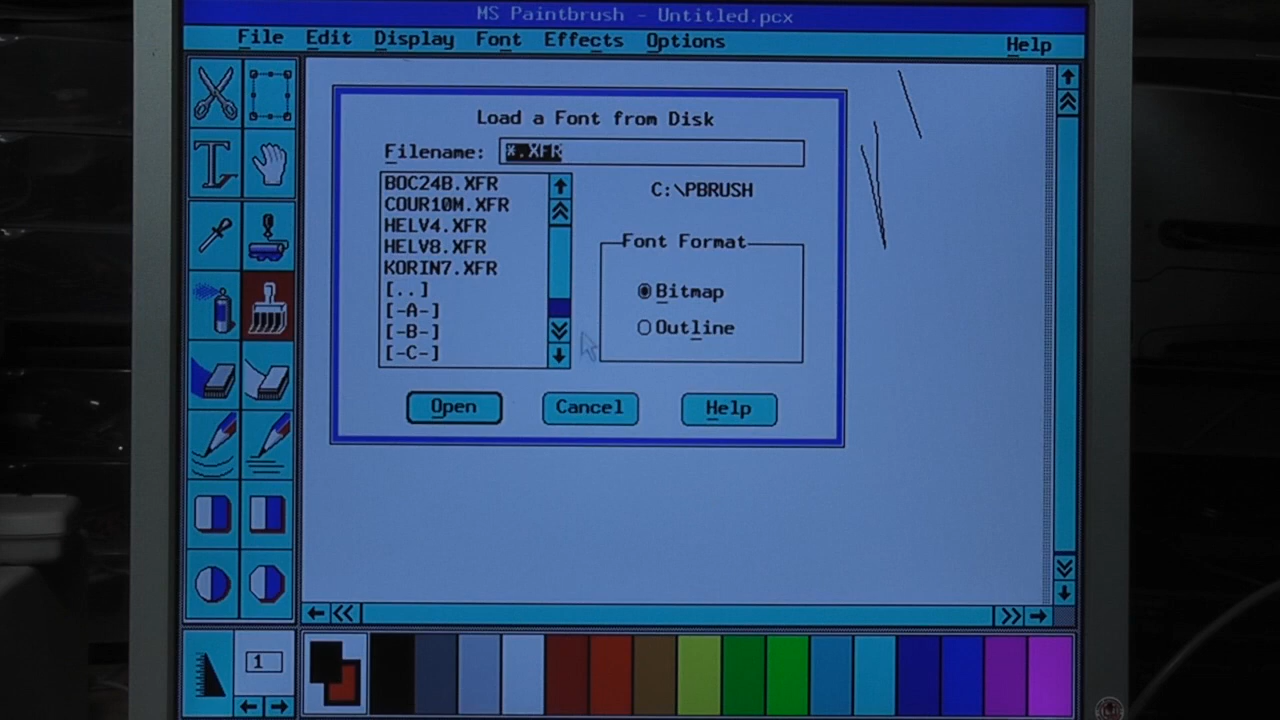 MS Paintbrush - Untitled.pcx
File Edit Display Font Effects Options Help
Load a Font from Disk
Filename: *.XFR
BOC24B.XFR
COUR10M.XFR
HELV4.XFR
HELV8.XFR
KORIN7.XFR
[..]
[-A-]
[-B-]
[-C-]
C:\PBRUSH
Font Format
Bitmap
Outline
Open Cancel Help
1